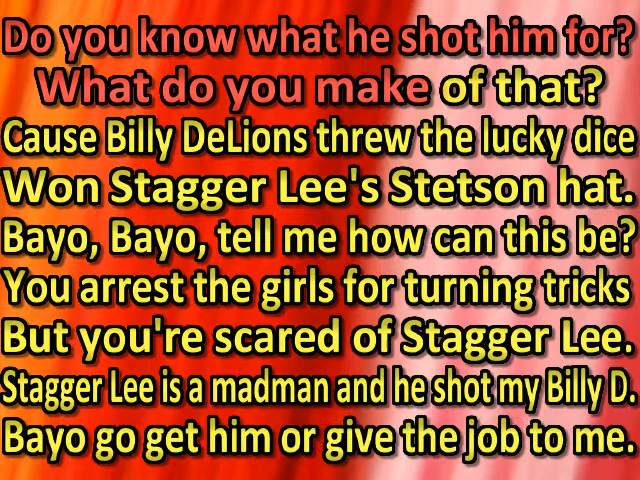 Do you know what he shot him for?
What do you make of that?
Cause Billy DeLions threw the lucky dice
Won Stagger Lee's Stetson hat.
Bayo, Bayo, tell me how can this be?
You arrest the girls for turning tricks
But you're scared of Stagger Lee.
Stagger Lee is a madman and he shot my Billy D.
Bayo go get him or give the job to me.